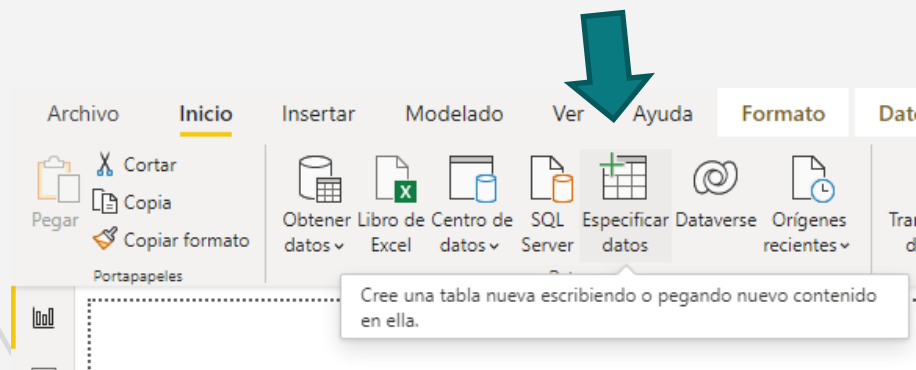 Archivo Inicio Insertar Modelado Ver Ayuda Formato
Pegar
Cortar
Copia
Copiar formato
Portapapeles
Obtener datos
Libro de Excel
Centro de datos
SQL Server
Especificar datos
Dataverse
Orígenes recientes
Cree una tabla nueva escribiendo o pegando nuevo contenido
en ella.